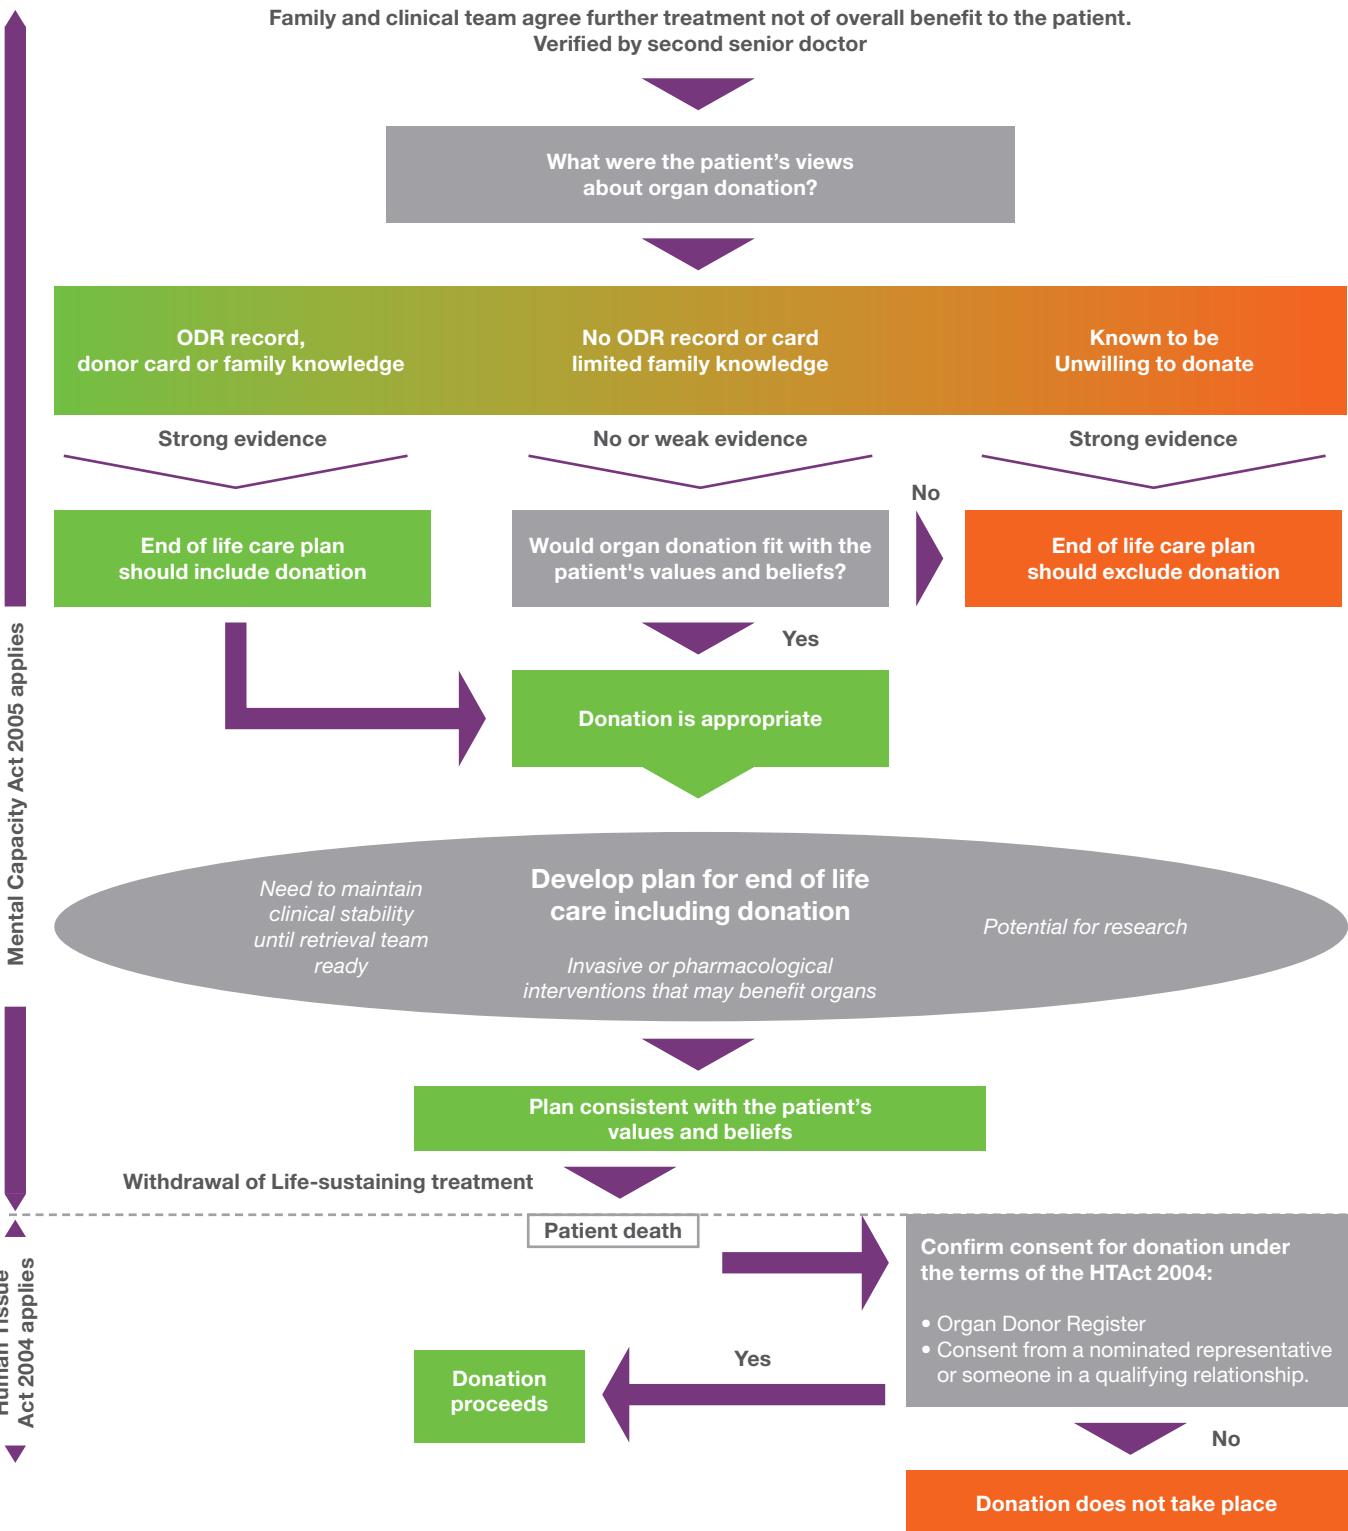 Family and clinical team agree further treatment not of overall benefit to the patient.
Verified by second senior doctor
What were the patient's views
about organ donation?
ODR record,
donor card or family knowledge
No ODR record or card
limited family knowledge
Known to be
Unwilling to donate
Strong evidence
No or weak evidence
Strong evidence
No
End of life care plan
should include donation
Would organ donation fit with the
patient's values and beliefs?
End of life care plan
should exclude donation
Yes
Donation is appropriate
Mental Capacity Act 2005 applies
Develop plan for end of life
care including donation
Need to maintain
clinical stability
until retrieval team
ready
Invasive or pharmacological
interventions that may benefit organs
Potential for research
Plan consistent with the patient's
values and beliefs
Withdrawal of Life-sustaining treatment
Patient death
Human Tissue
Act 2004 applies
Confirm consent for donation under
the terms of the HTAct 2004:
• Organ Donor Register
• Consent from a nominated representative
or someone in a qualifying relationship.
Yes
Donation
proceeds
No
Donation does not take place